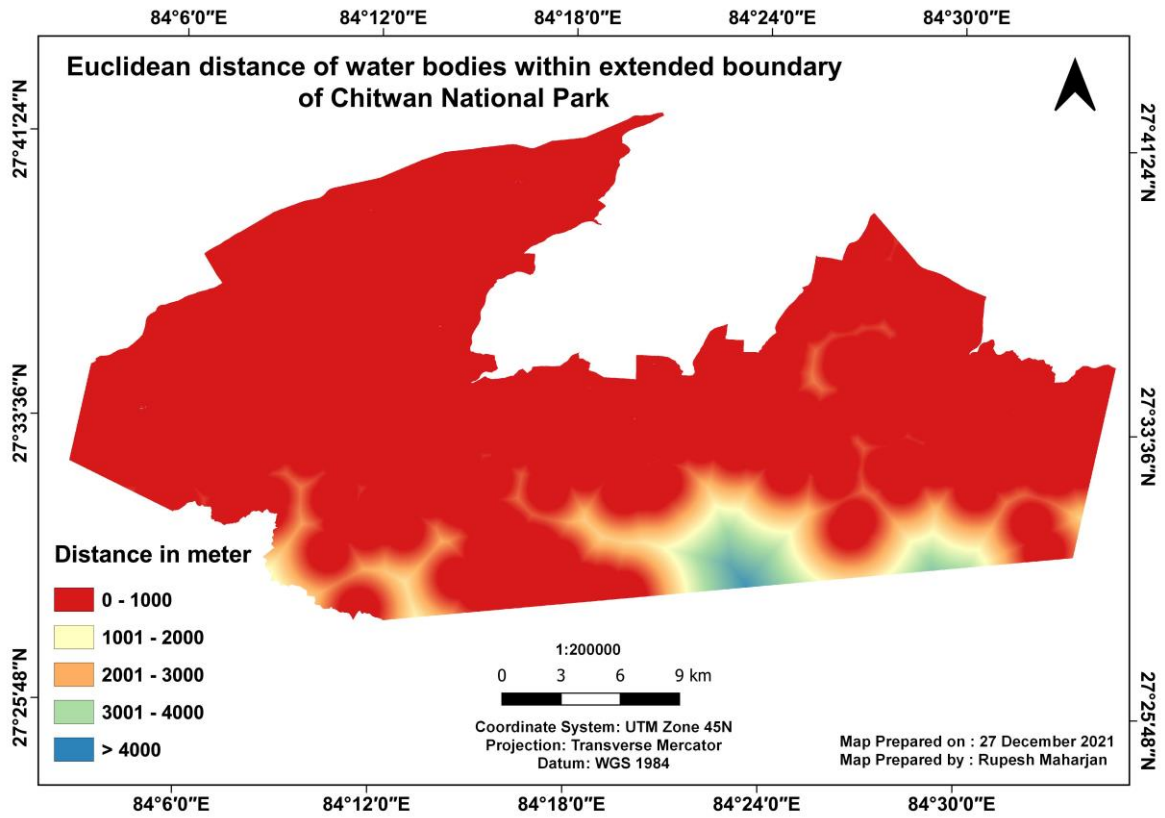 84°6'0"E 84°12'0"E 84°18'0"E 84°24'0"E 84°30'0"E
Euclidean distance of water bodies within extended boundary
of Chitwan National Park
27°41'24"N
27°41'24"N
27°33'36"N
27°33'36"N
Distance in meter
0 - 1000
1001 - 2000
2001 - 3000
3001 - 4000
> 4000
1:200000
0 3 6 9 km
Coordinate System: UTM Zone 45N
Projection: Transverse Mercator
Datum: WGS 1984
Map Prepared on : 27 December 2021
Map Prepared by : Rupesh Maharjan
27°25'48"N
27°25'48"N
84°6'0"E 84°12'0"E 84°18'0"E 84°24'0"E 84°30'0"E